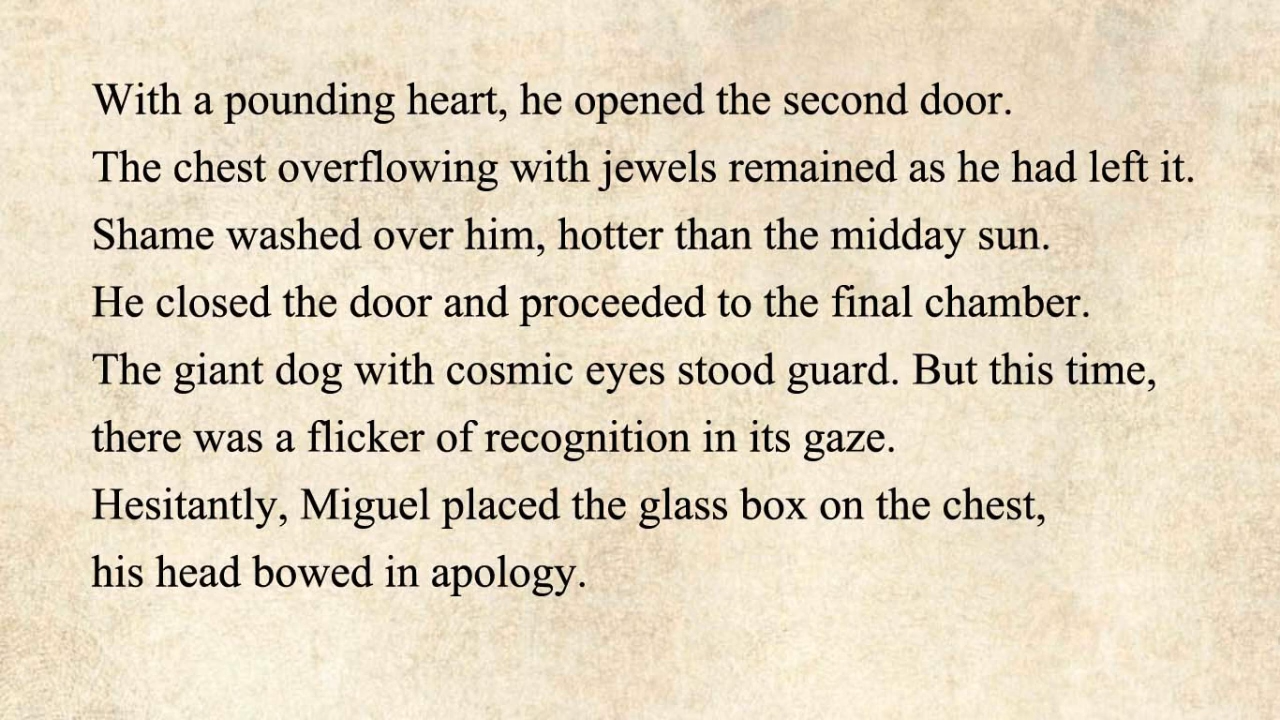 With a pounding heart, he opened the second door.
The chest overflowing with jewels remained as he had left it.
Shame washed over him, hotter than the midday sun.
He closed the door and proceeded to the final chamber.
The giant dog with cosmic eyes stood guard. But this time,
there was a flicker of recognition in its gaze.
Hesitantly, Miguel placed the glass box on the chest,
his head bowed in apology.